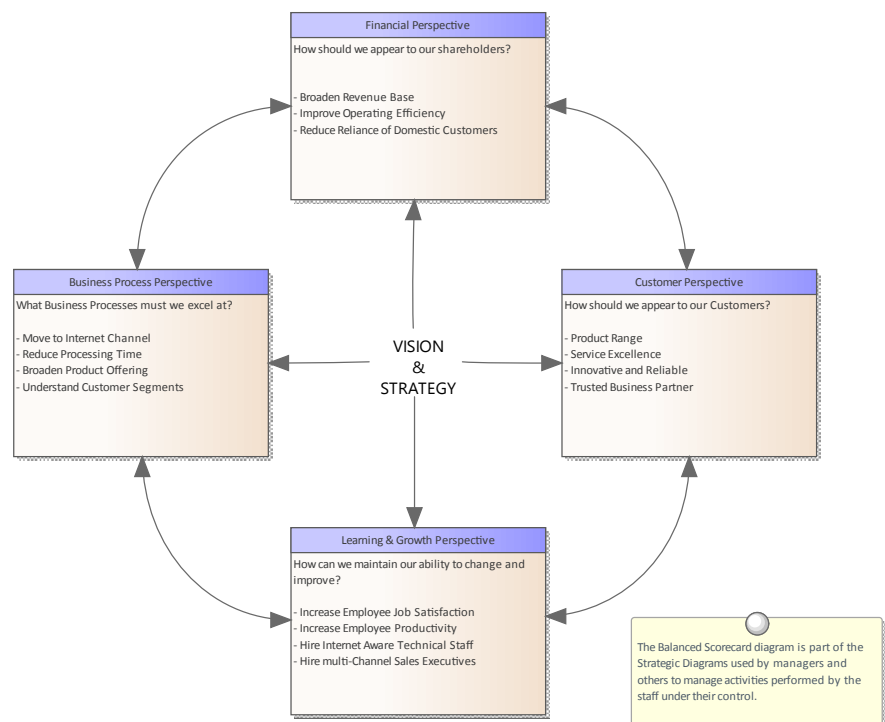 Financial Perspective
How should we appear to our shareholders?
- Broaden Revenue Base
- Improve Operating Efficiency
- Reduce Reliance of Domestic Customers
Business Process Perspective
What Business Processes must we excel at?
- Move to Internet Channel
- Reduce Processing Time
- Broaden Product Offering
- Understand Customer Segments
VISION
&
STRATEGY
Customer Perspective
How should we appear to our Customers?
- Product Range
- Service Excellence
- Innovative and Reliable
- Trusted Business Partner
Learning & Growth Perspective
How can we maintain our ability to change and
improve?
- Increase Employee Job Satisfaction
- Increase Employee Productivity
- Hire Internet Aware Technical Staff
- Hire multi-Channel Sales Executives
The Balanced Scorecard diagram is part of the
Strategic Diagrams used by managers and
others to manage activities performed by the
staff under their control.